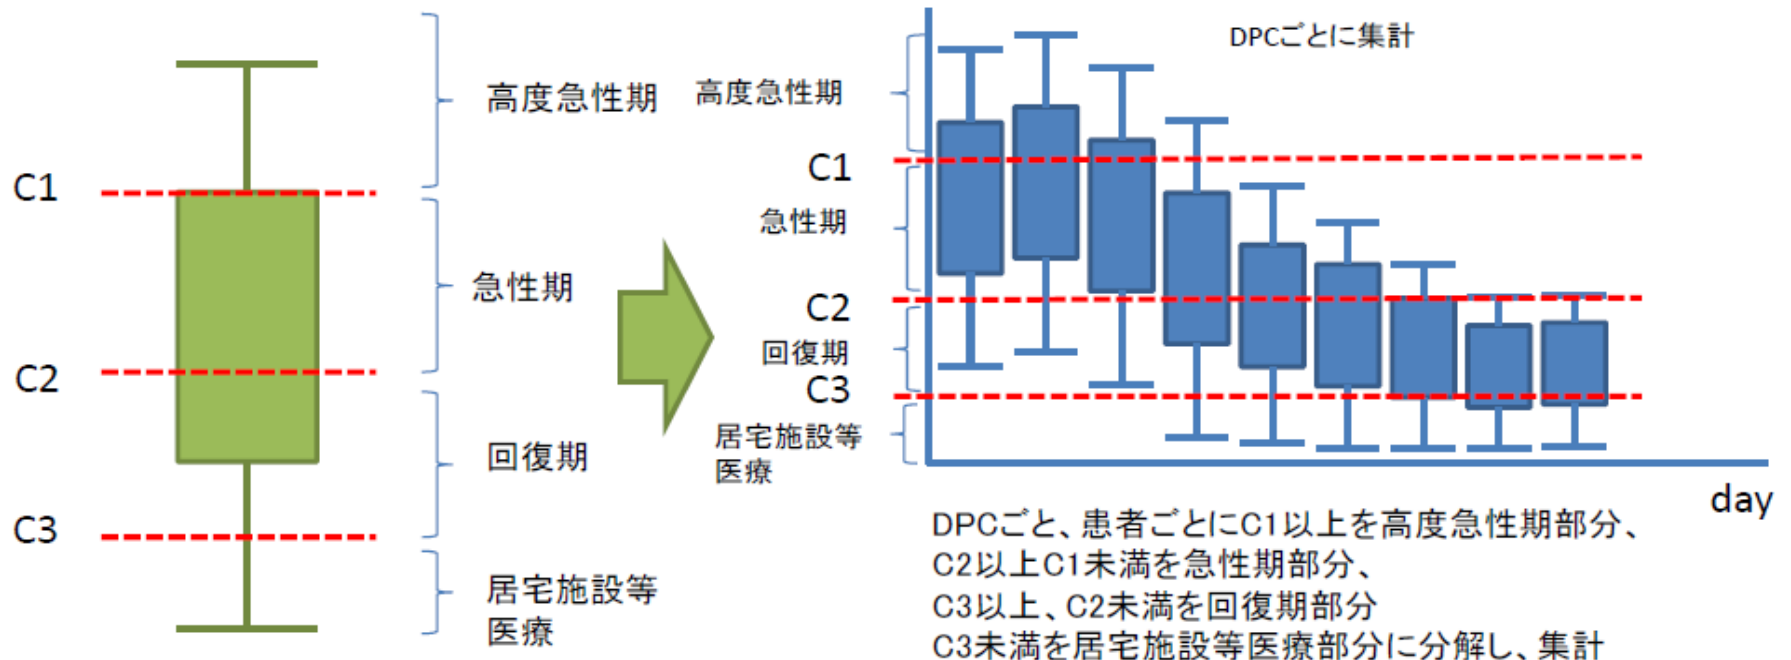 高度急性期
C1
急性期
C2
回復期
C3
居宅施設等
医療
DPCごとに集計
高度急性期
C1
急性期
C2
回復期
C3
居宅施設等
医療
day
DPCごと、患者ごとにC1以上を高度急性期部分、
C2以上C1未満を急性期部分、
C3以上、C2未満を回復期部分
C3未満を居宅施設等医療部分に分解し、集計